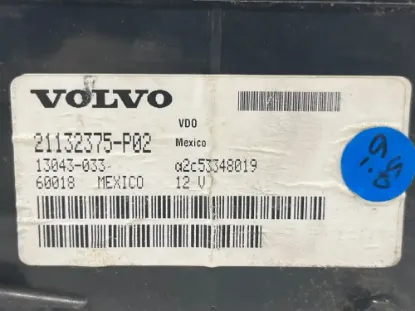 VOLVO
VDO
21132375-P02
Mexico
13043-033
a2c53348019
60018 MEXICO
12 V